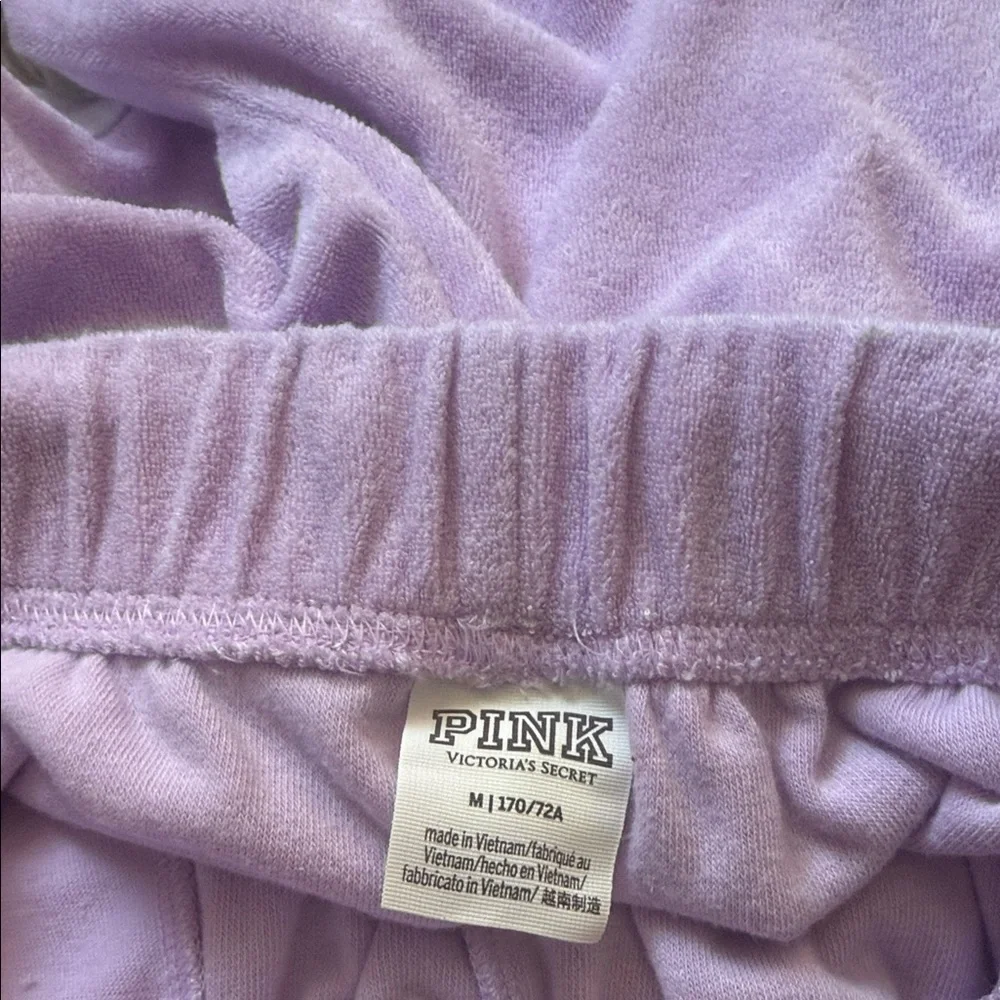 PINK
VICTORIA'S SECRET
M | 170/72A
made in Vietnam/fabriqué au
Vietnam/hecho en Vietnam/
fabbricato in Vietnam/ 越南制造